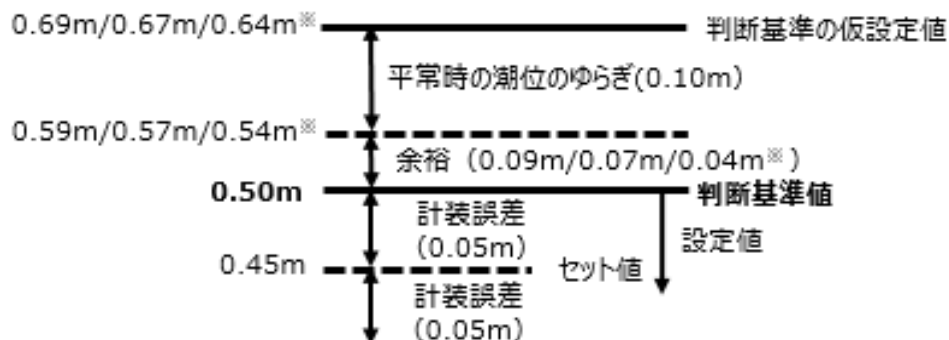 0.69m/0.67m/0.64m※
判断基準の仮設定値
平常時の潮位のゆらぎ(0.10m)
0.59m/0.57m/0.54m※
余裕（0.09m/0.07m/0.04m※）
0.50m
判断基準値
計装誤差
(0.05m)
設定値
0.45m
セット値
計装誤差
(0.05m)